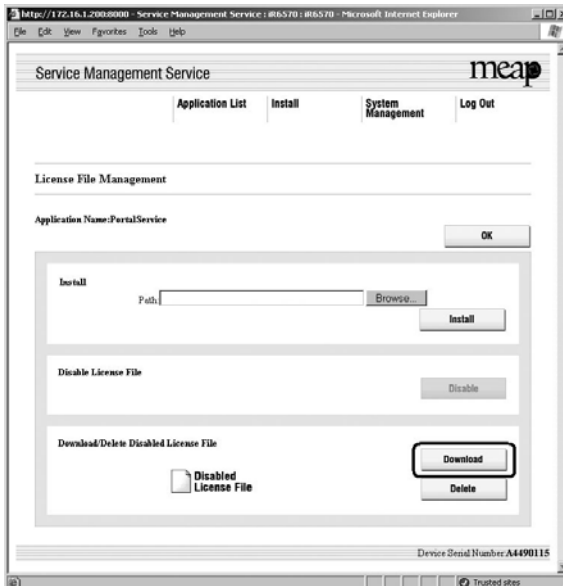 http://172.16.1.200:8000 - Service Management Service : iR6570 : iR6570 - Microsoft Internet Explorer
File Edit View Favorites Tools Help
Service Management Service meap
Application List Install System Management Log Out
License File Management
Application Name:PortalService
OK
Install
Path: Browse...
Install
Disable License File
Disable
Download/Delete Disabled License File
Download
Disabled
License File
Delete
Device Serial Number:A4490115
Trusted sites